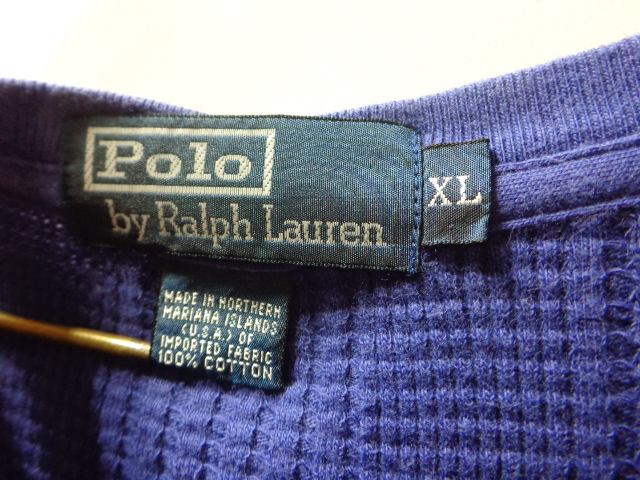 Polo
by Ralph Lauren
XL
MADE IN NORTHERN
MARIANA ISLANDS
(U.S.A) OF
IMPORTED FABRIC
100% COTTON